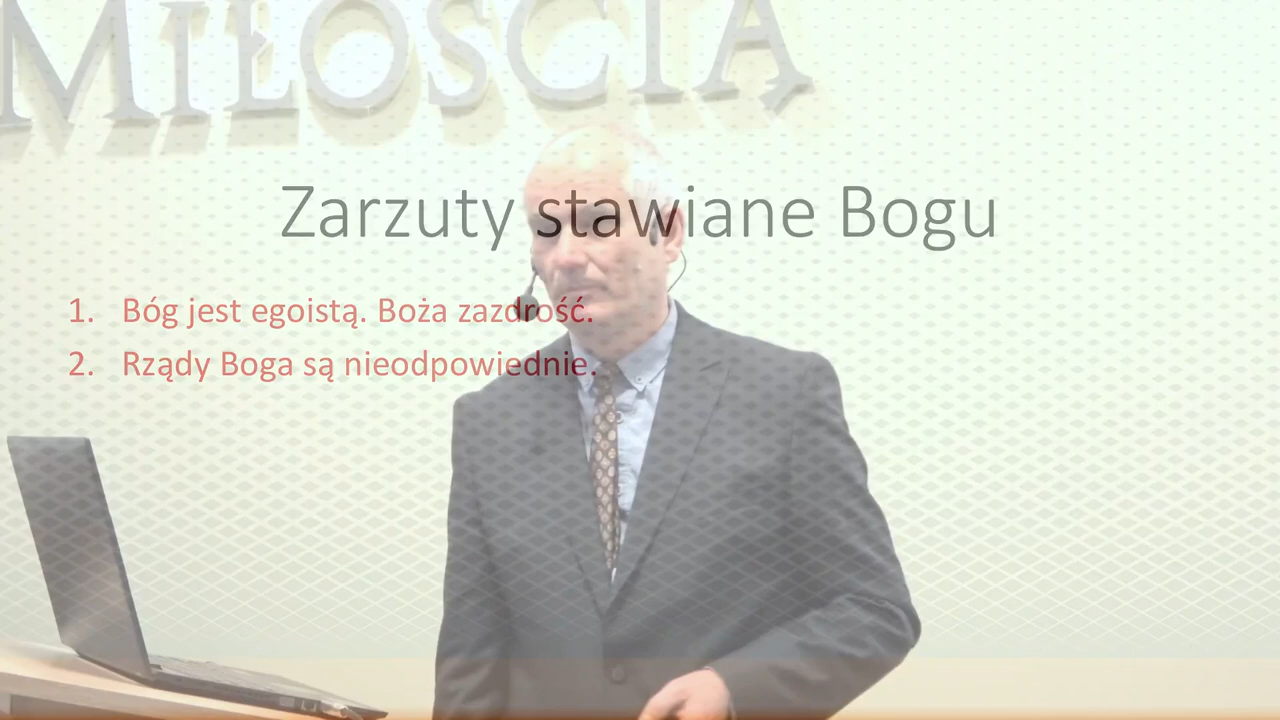 MIŁOŚCIĄ
Zarzuty stawiane Bogu
1. Bóg jest egoistą. Boża zazdrość.
2. Rządy Boga są nieodpowiednie.